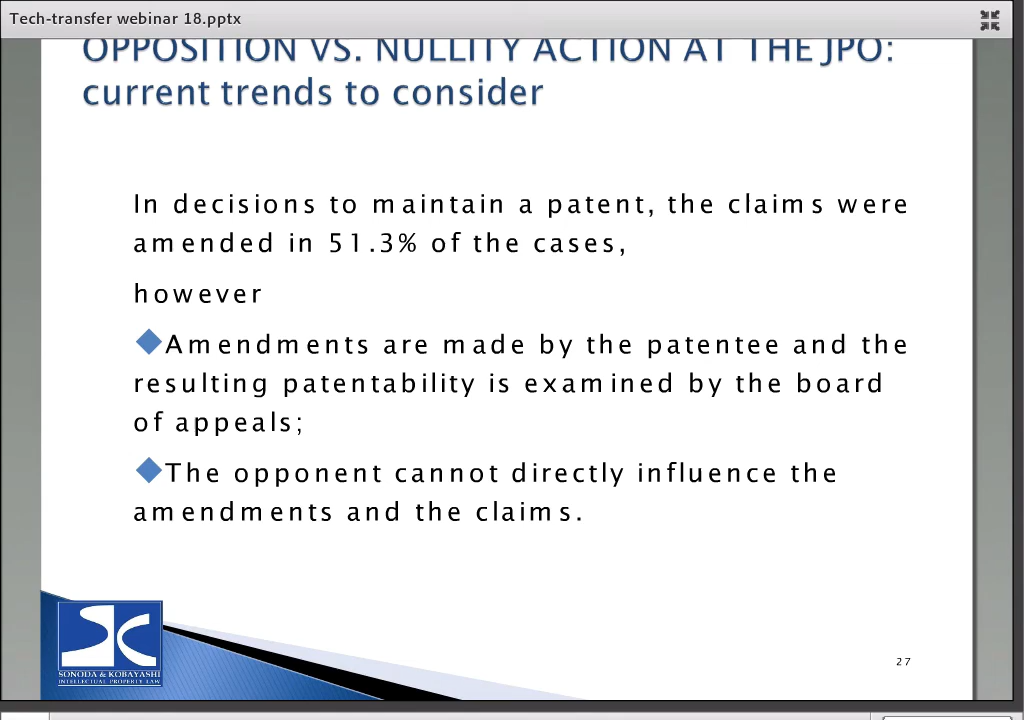 Tech-transfer webinar 18.pptx
OPPOSITION VS. NULLITY ACTION AT THE JPO:
current trends to consider
In decisions to maintain a patent, the claims were
amended in 51.3% of the cases,
however
Amendments are made by the patentee and the
resulting patentability is examined by the board
of appeals;
The opponent cannot directly influence the
amendments and the claims.
SONODA & KOBAYASHI
INTELLECTUAL PROPERTY LAW
27